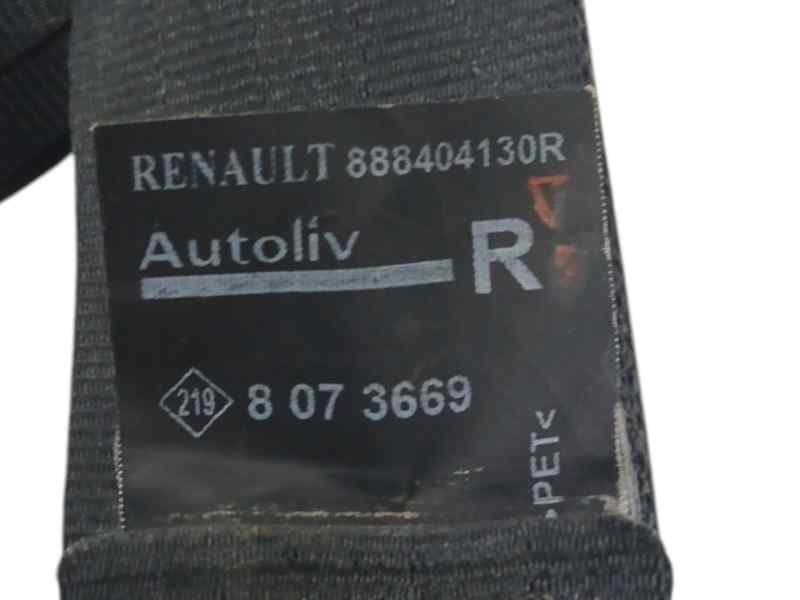 RENAULT 888404130R
Autoliv R
219 8 07 3669
>PET<